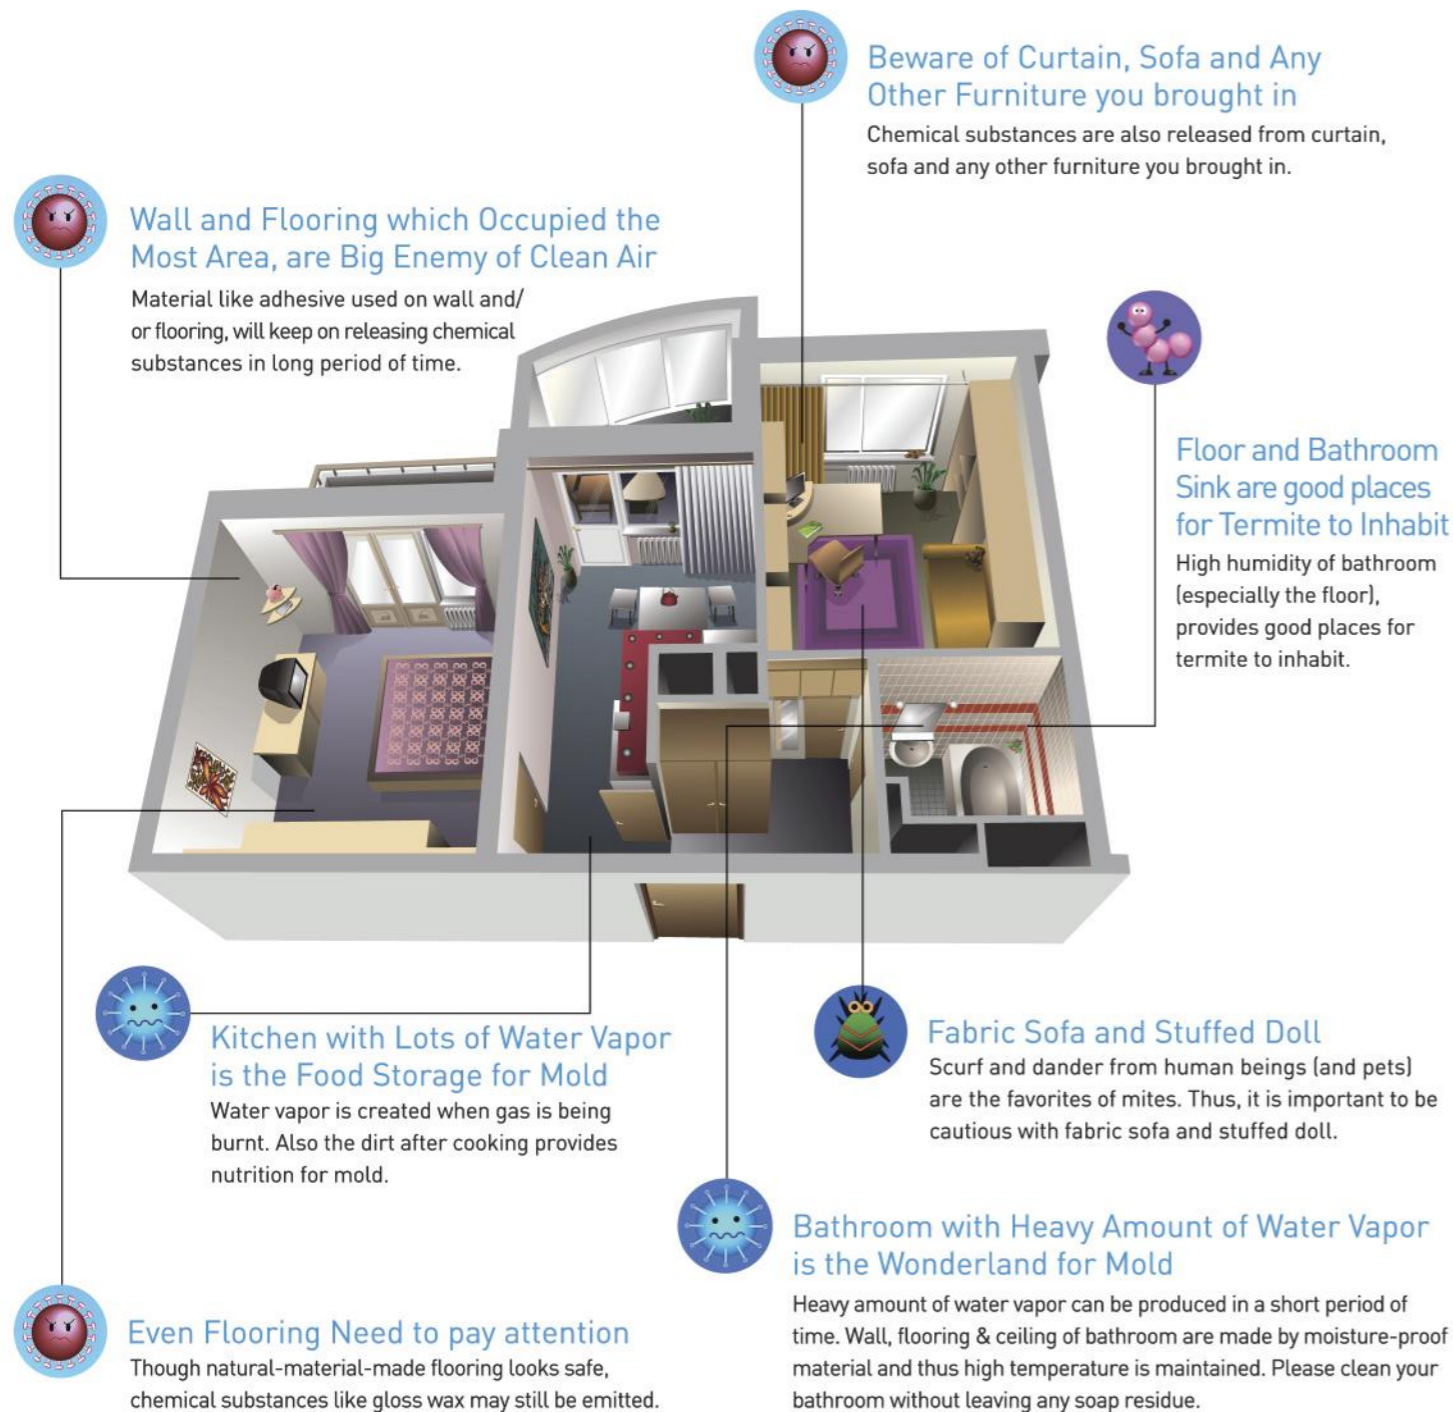 Beware of Curtain, Sofa and Any
Other Furniture you brought in
Chemical substances are also released from curtain,
sofa and any other furniture you brought in.
Wall and Flooring which Occupied the
Most Area, are Big Enemy of Clean Air
Material like adhesive used on wall and/
or flooring, will keep on releasing chemical
substances in long period of time.
Floor and Bathroom
Sink are good places
for Termite to Inhabit
High humidity of bathroom
(especially the floor),
provides good places for
termite to inhabit.
Kitchen with Lots of Water Vapor
is the Food Storage for Mold
Water vapor is created when gas is being
burnt. Also the dirt after cooking provides
nutrition for mold.
Fabric Sofa and Stuffed Doll
Scurf and dander from human beings (and pets)
are the favorites of mites. Thus, it is important to be
cautious with fabric sofa and stuffed doll.
Bathroom with Heavy Amount of Water Vapor
is the Wonderland for Mold
Heavy amount of water vapor can be produced in a short period of
time. Wall, flooring & ceiling of bathroom are made by moisture-proof
material and thus high temperature is maintained. Please clean your
bathroom without leaving any soap residue.
Even Flooring Need to pay attention
Though natural-material-made flooring looks safe,
chemical substances like gloss wax may still be emitted.